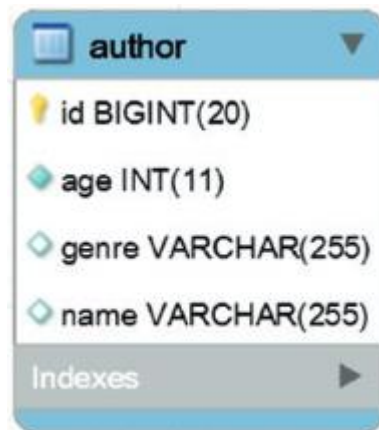 author
id BIGINT(20)
age INT(11)
genre VARCHAR(255)
name VARCHAR(255)
Indexes